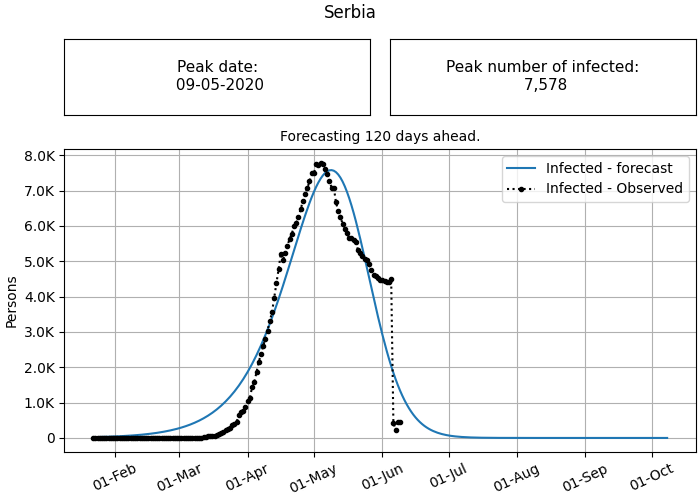 Serbia
Peak date:
09-05-2020
Peak number of infected:
7,578
Forecasting 120 days ahead.
Infected - forecast
Infected - Observed
Persons
8.0K
7.0K
6.0K
5.0K
4.0K
3.0K
2.0K
1.0K
0
01-Feb
01-Mar
01-Apr
01-May
01-Jun
01-Jul
01-Aug
01-Sep
01-Oct